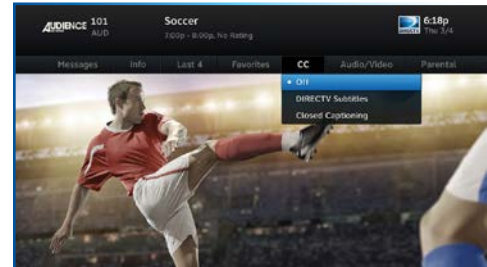 AUDIENCE 101
AUD
Soccer
7:00p - 8:00p, No Rating
DIRECTV
6:18p
Thu 3/4
Messages Info Last 4 Favorites CC Audio/Video Parental
• Off
DIRECTV Subtitles
Closed Captioning